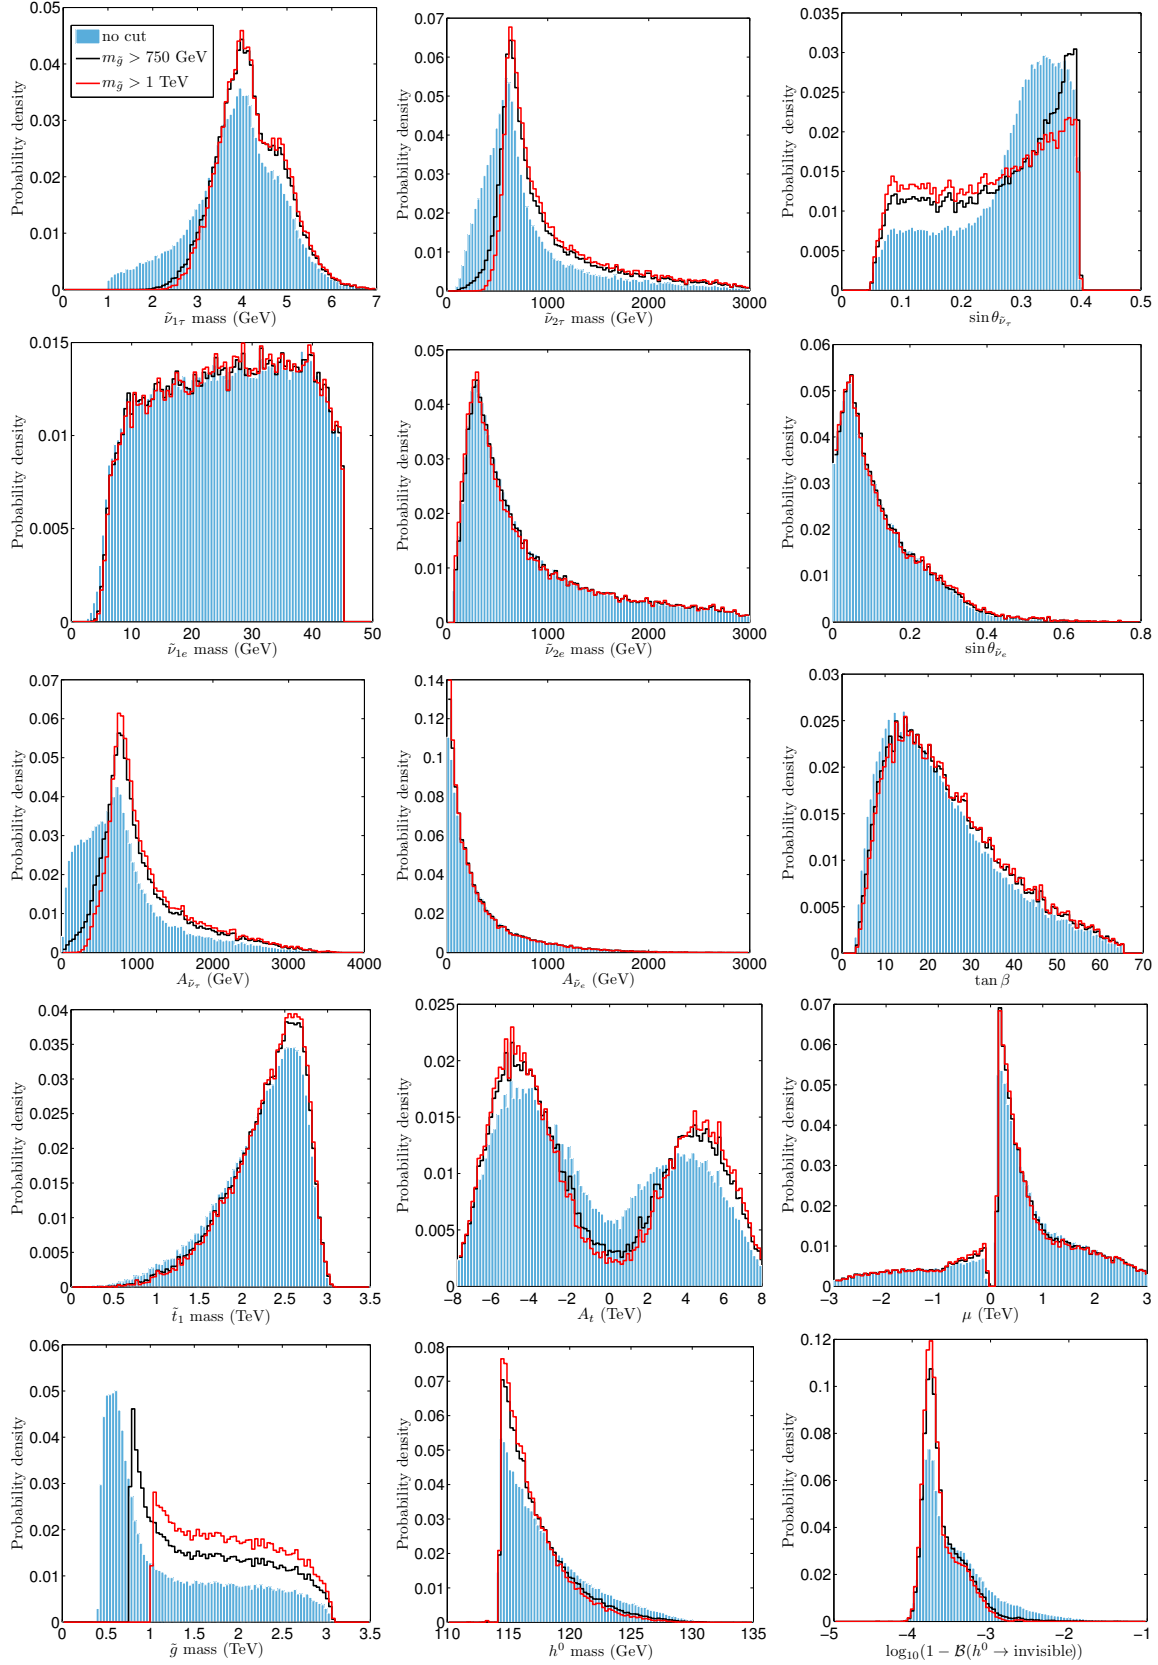 0.05
0.04
0.03
0.02
0.01
0
Probability density
no cut
m_g̃ > 750 GeV
m_g̃ > 1 TeV
0 1 2 3 4 5 6 7
ν̃_1τ mass (GeV)
0.07
0.06
0.05
0.04
0.03
0.02
0.01
0
Probability density
0 1000 2000 3000
ν̃_2τ mass (GeV)
0.035
0.03
0.025
0.02
0.015
0.01
0.005
0
Probability density
0 0.1 0.2 0.3 0.4 0.5
sin θ_ν̃τ
0.015
0.01
0.005
0
Probability density
0 10 20 30 40 50
ν̃_1e mass (GeV)
0.05
0.04
0.03
0.02
0.01
0
Probability density
0 1000 2000 3000
ν̃_2e mass (GeV)
0.06
0.05
0.04
0.03
0.02
0.01
0
Probability density
0 0.2 0.4 0.6 0.8
sin θ_ν̃e
0.07
0.06
0.05
0.04
0.03
0.02
0.01
0
Probability density
0 1000 2000 3000 4000
A_ν̃τ (GeV)
0.14
0.12
0.1
0.08
0.06
0.04
0.02
0
Probability density
0 1000 2000 3000
A_ν̃e (GeV)
0.03
0.025
0.02
0.015
0.01
0.005
0
Probability density
0 10 20 30 40 50 60 70
tan β
0.04
0.035
0.03
0.025
0.02
0.015
0.01
0.005
0
Probability density
0 0.5 1 1.5 2 2.5 3 3.5
t̃_1 mass (TeV)
0.025
0.02
0.015
0.01
0.005
0
Probability density
−8 −6 −4 −2 0 2 4 6 8
A_t (TeV)
0.07
0.06
0.05
0.04
0.03
0.02
0.01
0
Probability density
−3 −2 −1 0 1 2 3
μ (TeV)
0.06
0.05
0.04
0.03
0.02
0.01
0
Probability density
0 0.5 1 1.5 2 2.5 3 3.5
g̃ mass (TeV)
0.08
0.07
0.06
0.05
0.04
0.03
0.02
0.01
0
Probability density
110 115 120 125 130 135
h⁰ mass (GeV)
0.12
0.1
0.08
0.06
0.04
0.02
0
Probability density
−5 −4 −3 −2 −1
log₁₀(1 − B(h⁰ → invisible))